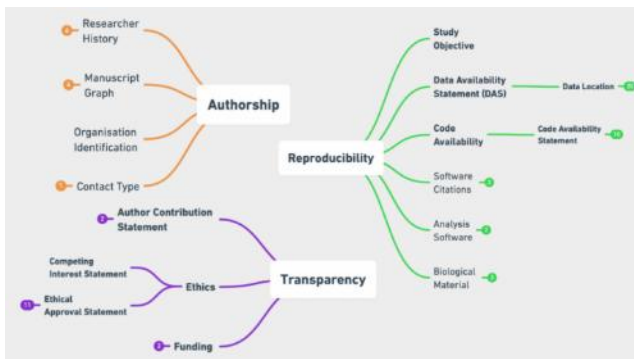 Researcher
History
Manuscript
Graph
Authorship
Organisation
Identification
Contact Type
Study
Objective
Data Availability
Statement (DAS)
Data Location
Code
Availability
Code Availability
Statement
Reproducibility
Software
Citations
Analysis
Software
Biological
Material
Author Contribution
Statement
Competing
Interest Statement
Ethics
Ethical
Approval Statement
Transparency
Funding